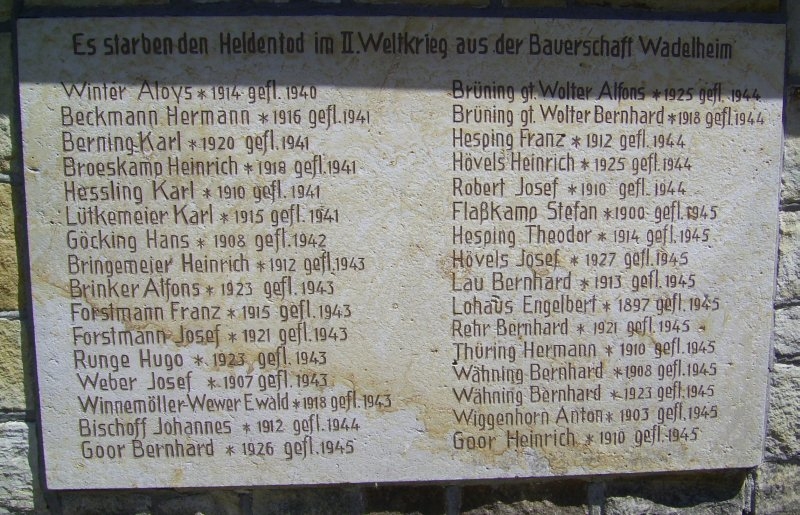 Es starben den Heldentod im II. Weltkrieg aus der Bauerschaft Wadelheim
Winter Aloys * 1914 gefl. 1940
Beckmann Hermann * 1916 gefl. 1941
Berning Karl * 1920 gefl. 1941
Broeskamp Heinrich * 1918 gefl. 1941
Hessling Karl * 1910 gefl. 1941
Lütkemeier Karl * 1915 gefl. 1941
Göcking Hans * 1908 gefl. 1942
Bringemeier Heinrich * 1912 gefl. 1943
Brinker Alfons * 1923 gefl. 1943
Forstmann Franz * 1915 gefl. 1943
Forstmann Josef * 1921 gefl. 1943
Runge Hugo * 1923 gefl. 1943
Weber Josef * 1907 gefl. 1943
Winnemöller-Wewer Ewald * 1918 gefl. 1943
Bischoff Johannes * 1912 gefl. 1944
Goor Bernhard * 1926 gefl. 1945
Brüning gt. Wolter Alfons * 1925 gefl. 1944
Brüning gt. Wolter Bernhard * 1918 gefl. 1944
Hesping Franz * 1912 gefl. 1944
Hövels Heinrich * 1925 gefl. 1944
Robert Josef * 1910 gefl. 1944
Flaßkamp Stefan * 1900 gefl. 1945
Hesping Theodor * 1914 gefl. 1945
Hövels Josef * 1927 gefl. 1945
Lau Bernhard * 1913 gefl. 1945
Lohaus Engelbert * 1897 gefl. 1945
Rehr Bernhard * 1921 gefl. 1945
Thüring Hermann * 1910 gefl. 1945
Wähning Bernhard * 1908 gefl. 1945
Wähning Bernhard * 1923 gefl. 1945
Wiggenhorn Anton * 1903 gefl. 1945
Goor Heinrich * 1910 gefl. 1945